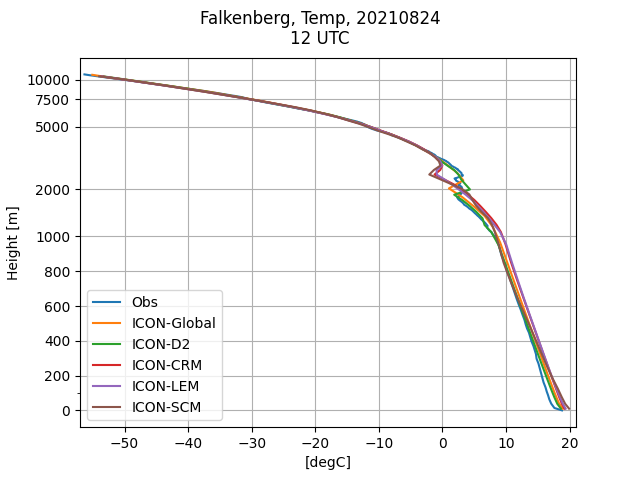 Falkenberg, Temp, 20210824
12 UTC
Height [m]
10000
7500
5000
2000
1000
800
600
400
200
0
Obs
ICON-Global
ICON-D2
ICON-CRM
ICON-LEM
ICON-SCM
−50 −40 −30 −20 −10 0 10 20
[degC]